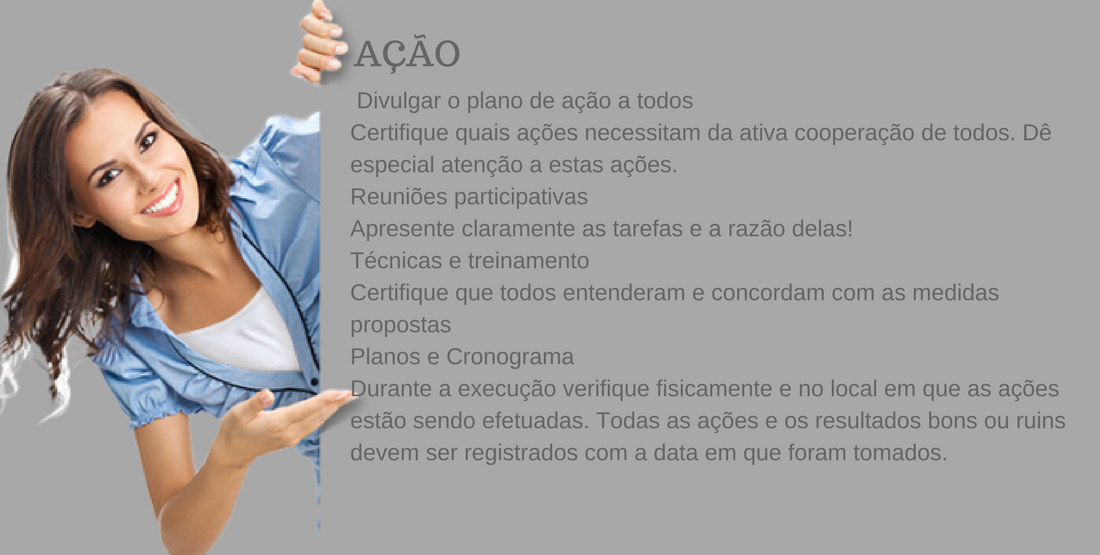 AÇÃO
Divulgar o plano de ação a todos
Certifique quais ações necessitam da ativa cooperação de todos. Dê
especial atenção a estas ações.
Reuniões participativas
Apresente claramente as tarefas e a razão delas!
Técnicas e treinamento
Certifique que todos entenderam e concordam com as medidas
propostas
Planos e Cronograma
Durante a execução verifique fisicamente e no local em que as ações
estão sendo efetuadas. Todas as ações e os resultados bons ou ruins
devem ser registrados com a data em que foram tomados.